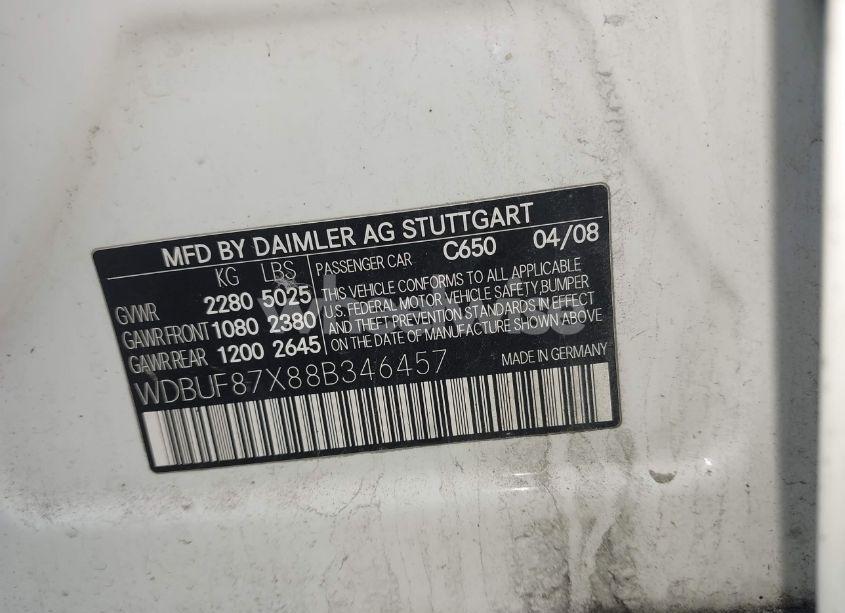 MFD BY DAIMLER AG STUTTGART
KG LBS PASSENGER CAR C650 04/08
GVWR 2280 5025
GAWR FRONT 1080 2380
GAWR REAR 1200 2645
THIS VEHICLE CONFORMS TO ALL APPLICABLE
U.S. FEDERAL MOTOR VEHICLE SAFETY,BUMPER
AND THEFT PREVENTION STANDARDS IN EFFECT
ON THE DATE OF MANUFACTURE SHOWN ABOVE
MADE IN GERMANY
WDBUF87X88B346457